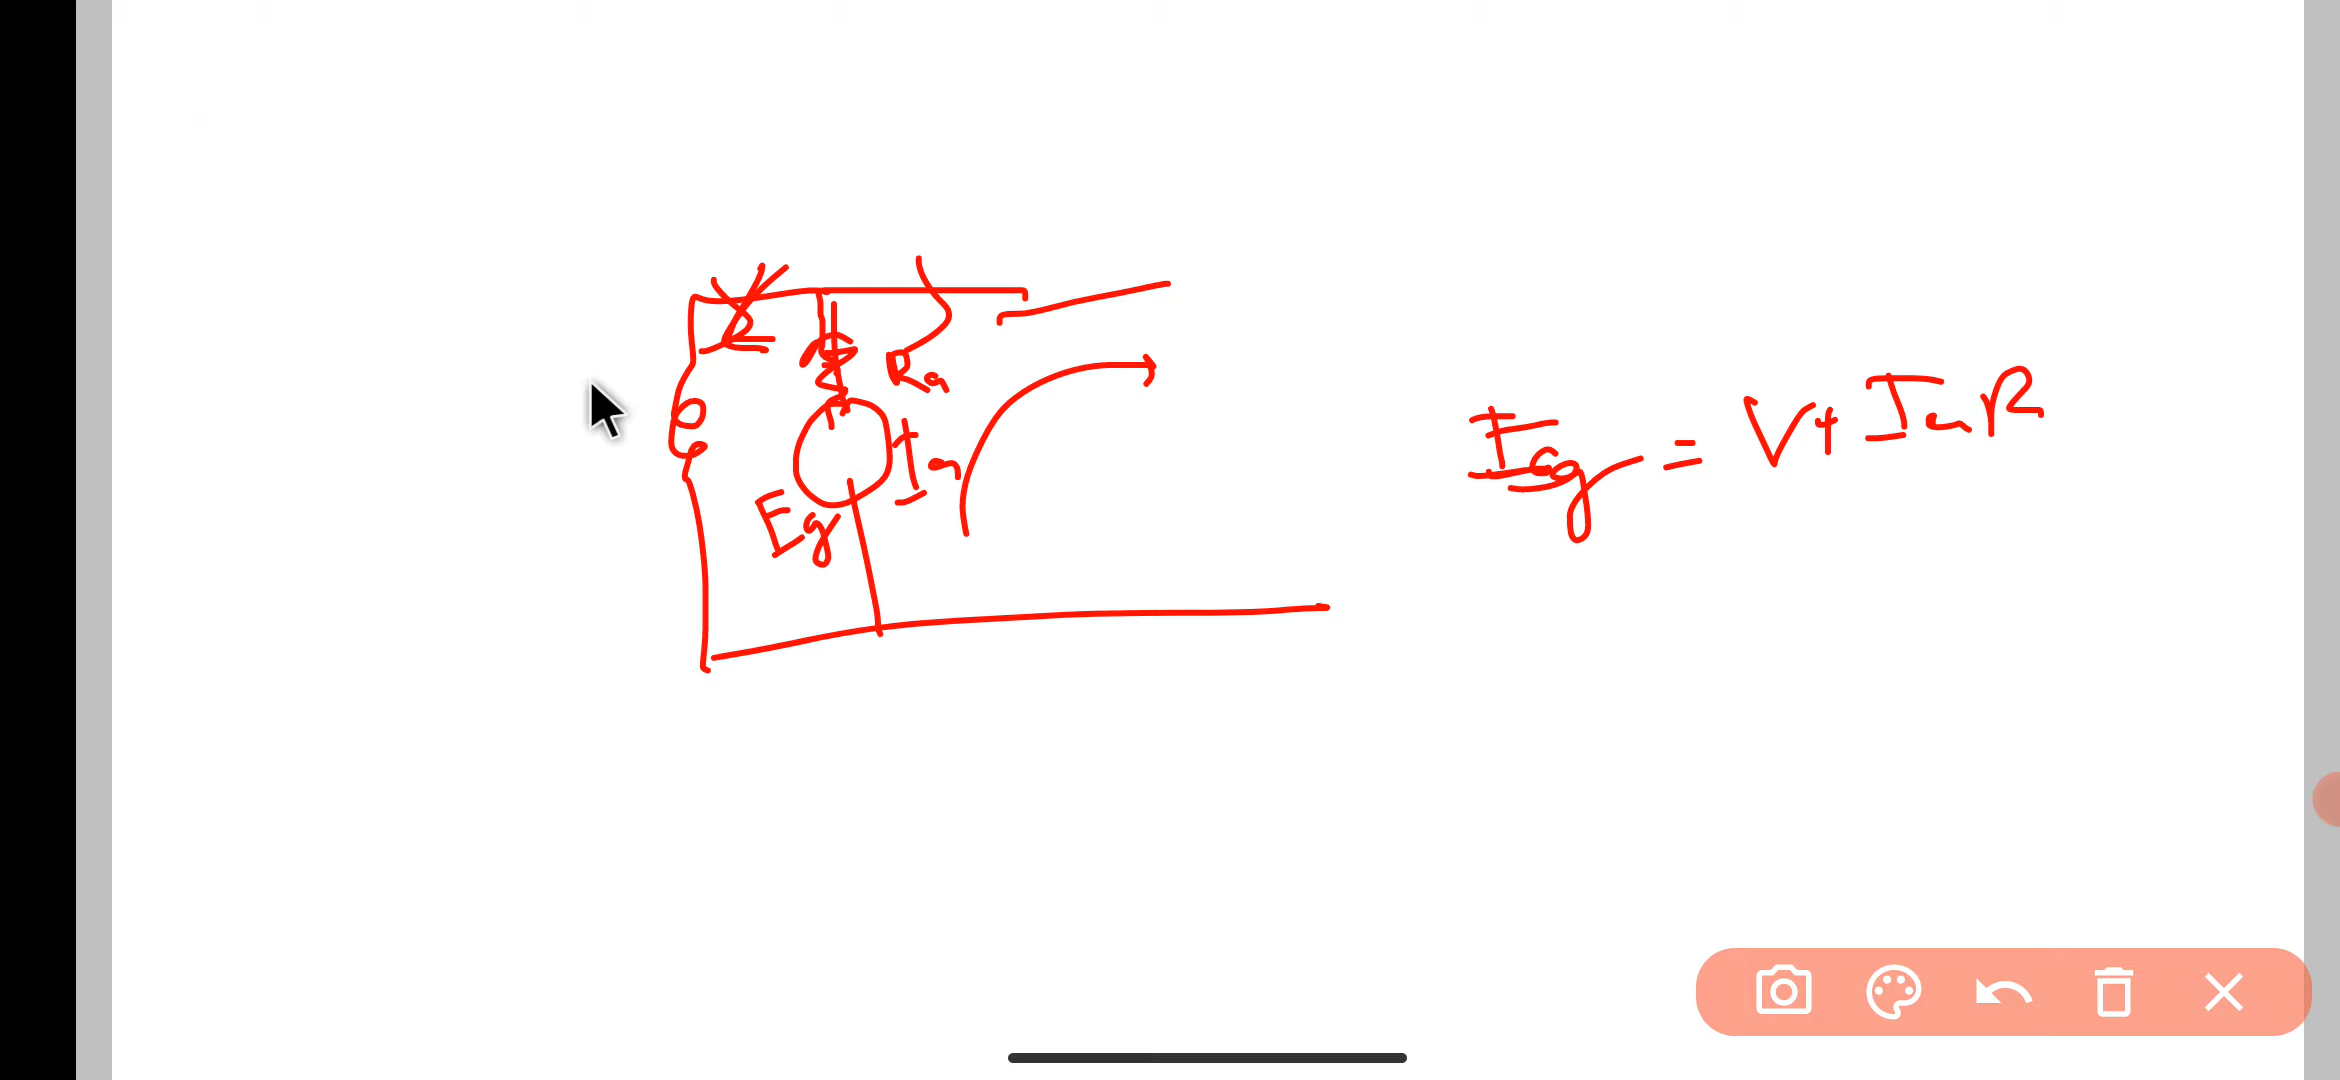 Ra
Ia
Eg
Eg = V + IaR